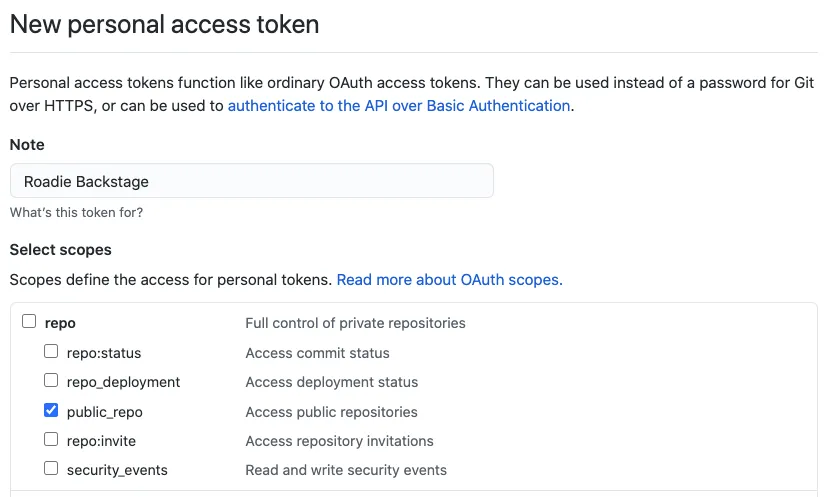 New personal access token
Personal access tokens function like ordinary OAuth access tokens. They can be used instead of a password for Git
over HTTPS, or can be used to authenticate to the API over Basic Authentication.
Note
Roadie Backstage
What's this token for?
Select scopes
Scopes define the access for personal tokens. Read more about OAuth scopes.
repo Full control of private repositories
repo:status Access commit status
repo_deployment Access deployment status
public_repo Access public repositories
repo:invite Access repository invitations
security_events Read and write security events